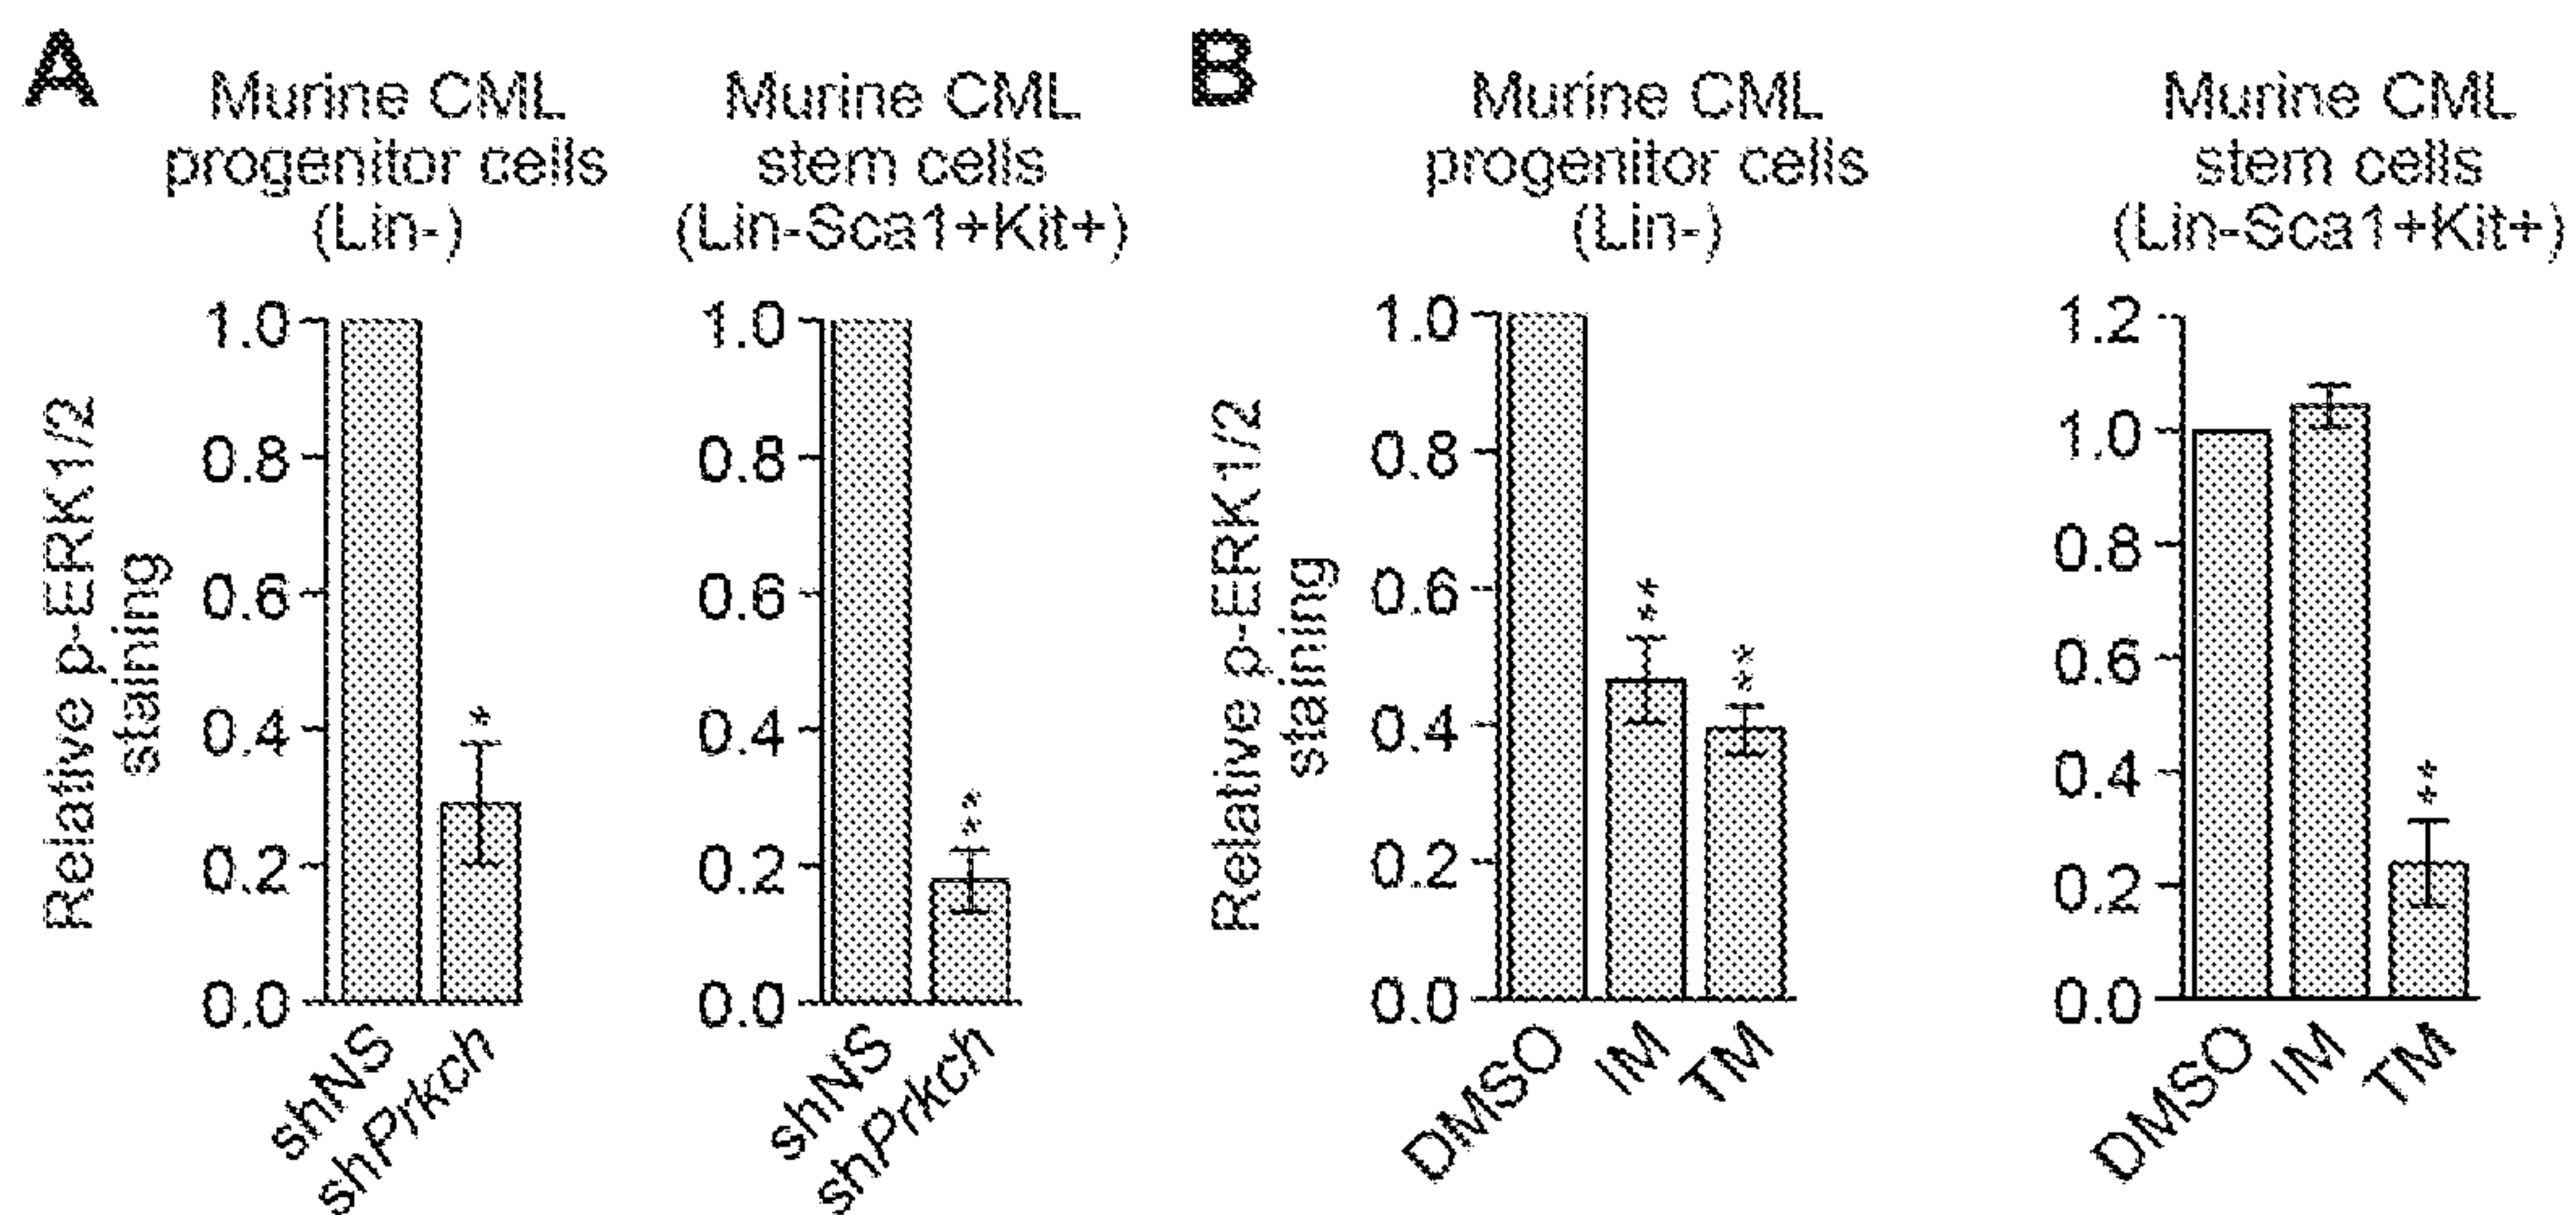 A
Murine CML
progenitor cells
(Lin-)
Relative p-ERK1/2
staining
1.0
0.8
0.6
0.4
0.2
0.0
*
shNS
shPrkch
Murine CML
stem cells
(Lin-Sca1+Kit+)
1.0
0.8
0.6
0.4
0.2
0.0
**
shNS
shPrkch
B
Murine CML
progenitor cells
(Lin-)
Relative p-ERK1/2
staining
1.0
0.8
0.6
0.4
0.2
0.0
**
**
DMSO
IM
TM
Murine CML
stem cells
(Lin-Sca1+Kit+)
1.2
1.0
0.8
0.6
0.4
0.2
0.0
**
DMSO
IM
TM